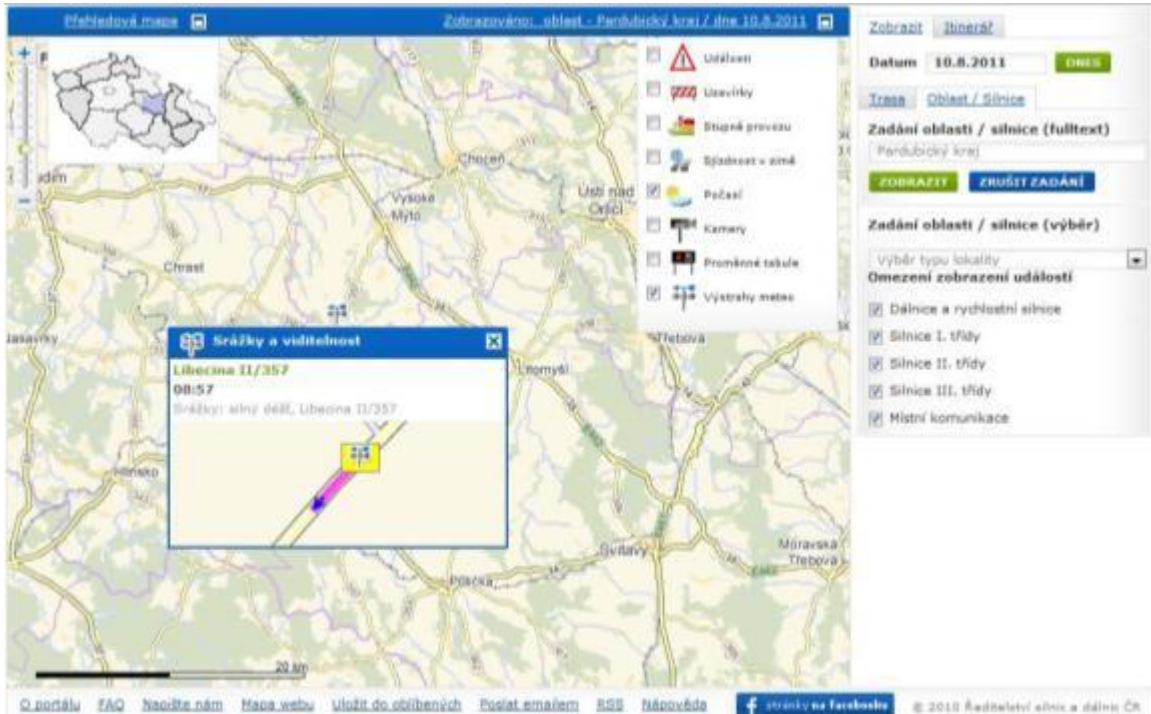 Přehledová mapa
Zobrazováno: oblast - Pardubický kraj / dne 10.8.2011
Události
Uzavírky
Stupně provozu
Sjízdnost v zimě
Počasí
Kamery
Proměnné tabule
Výstrahy meteo
Choceň
Vysoké
Mýto
Ústí nad
Orlicí
Chrast
Nasavrky
Třebová
Litomyšl
Hlinsko
Svitavy
Moravská
Třebová
Polička
Srážky a viditelnost
Libecina II/357
08:57
Srážky: silný déšť, Libecina II/357
20 km
Zobrazit Itinerář
Datum 10.8.2011 DNES
Trasa Oblast / Silnice
Zadání oblasti / silnice (fulltext)
Pardubický kraj
ZOBRAZIT ZRUŠIT ZADÁNÍ
Zadání oblasti / silnice (výběr)
Výběr typu lokality
Omezení zobrazení událostí
Dálnice a rychlostní silnice
Silnice I. třídy
Silnice II. třídy
Silnice III. třídy
Místní komunikace
O portálu FAQ Napište nám Mapa webu Uložit do oblíbených Poslat emailem RSS Nápověda stránky na facebooku © 2010 Ředitelství silnic a dálnic ČR